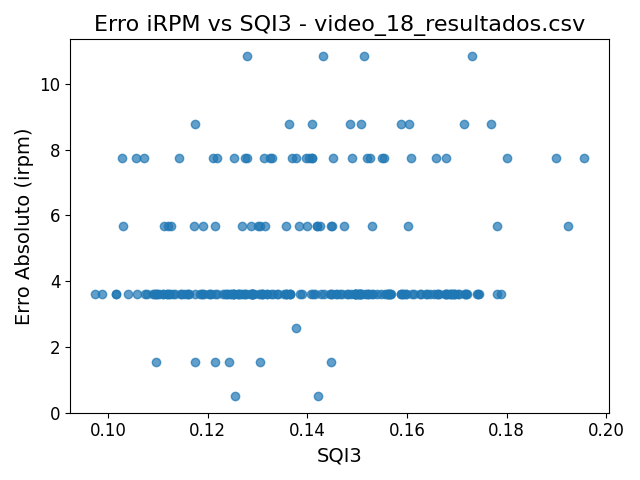 Erro iRPM vs SQI3 - video_18_resultados.csv
Erro Absoluto (irpm)
10
8
6
4
2
0
0.10 0.12 0.14 0.16 0.18 0.20
SQI3